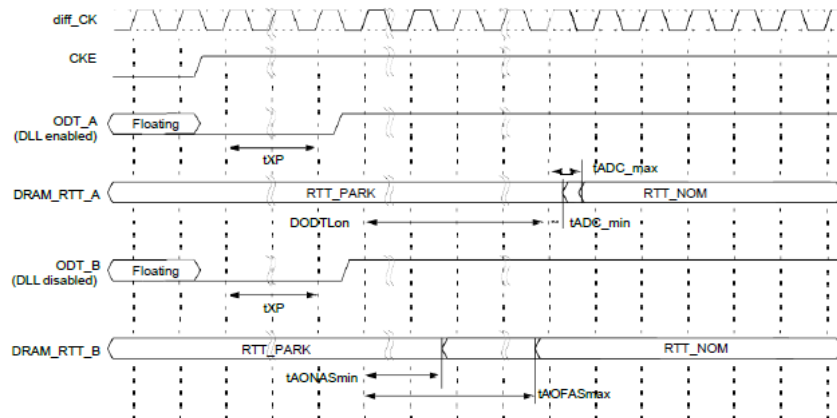 diff_CK
CKE
ODT_A
(DLL enabled)
Floating
tXP
tADC_max
DRAM_RTT_A
RTT_PARK
RTT_NOM
DODTLon
tADC_min
ODT_B
(DLL disabled)
Floating
tXP
DRAM_RTT_B
RTT_PARK
RTT_NOM
tAONASmin
tAOFASmax